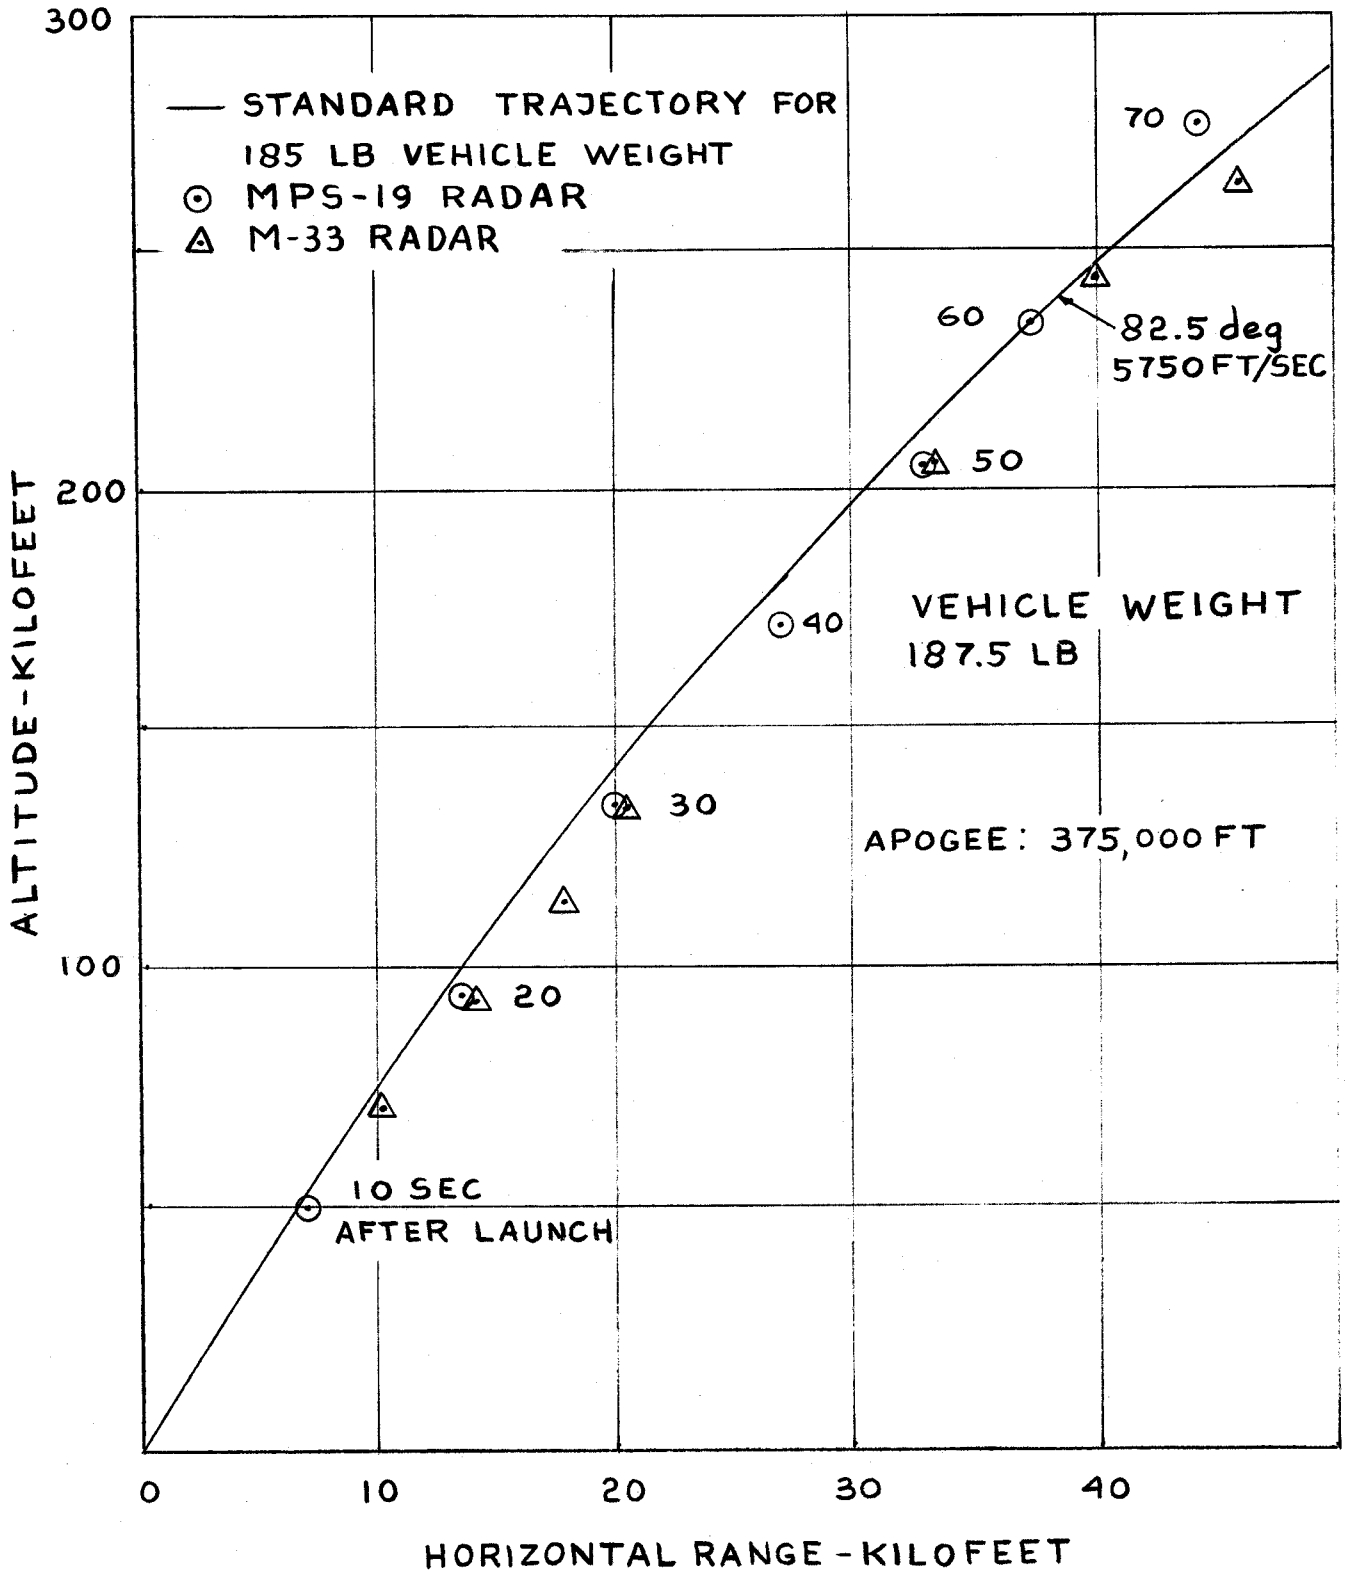 300
— STANDARD TRAJECTORY FOR
185 LB VEHICLE WEIGHT
⊙ MPS-19 RADAR
△ M-33 RADAR
70
60
82.5 deg
5750 FT/SEC
50
200
40
VEHICLE WEIGHT
187.5 LB
30
APOGEE: 375,000 FT
100
20
10 SEC
AFTER LAUNCH
ALTITUDE-KILOFEET
0 10 20 30 40
HORIZONTAL RANGE-KILOFEET